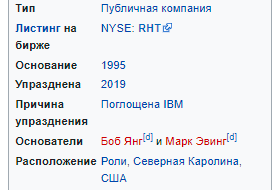 Тип Публичная компания
Листинг на NYSE: RHT
бирже
Основание 1995
Упразднена 2019
Причина Поглощена IBM
упразднения
Основатели Боб Янг[d] и Марк Эвинг[d]
Расположение Роли, Северная Каролина,
США